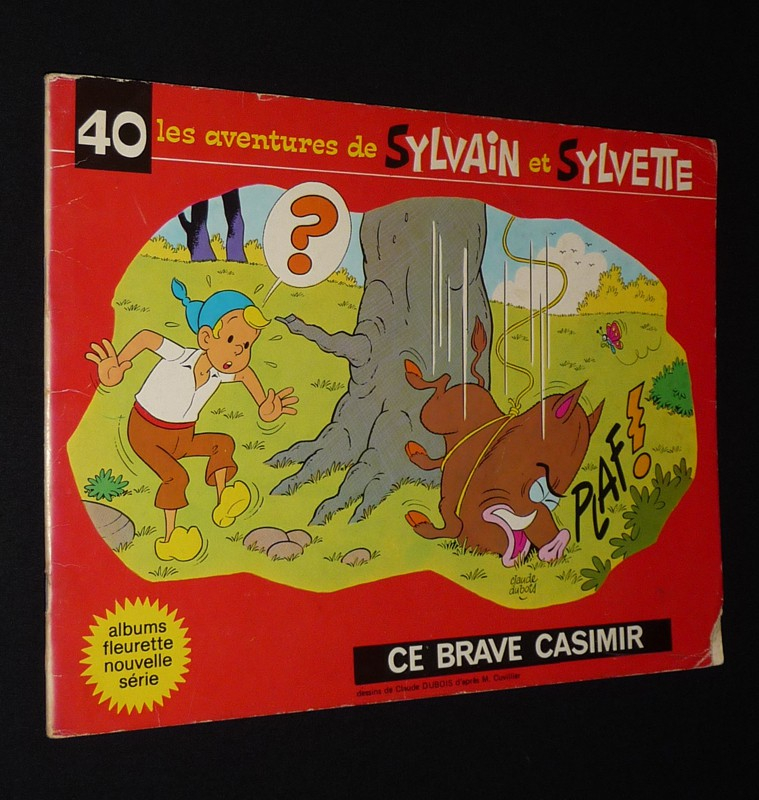 40
les aventures de SYLVAIN et SYLVETTE
?
PLAF!
claude
dubois
albums
fleurette
nouvelle
série
CE BRAVE CASIMIR
dessins de Claude DUBOIS d'après M. Cuvillier